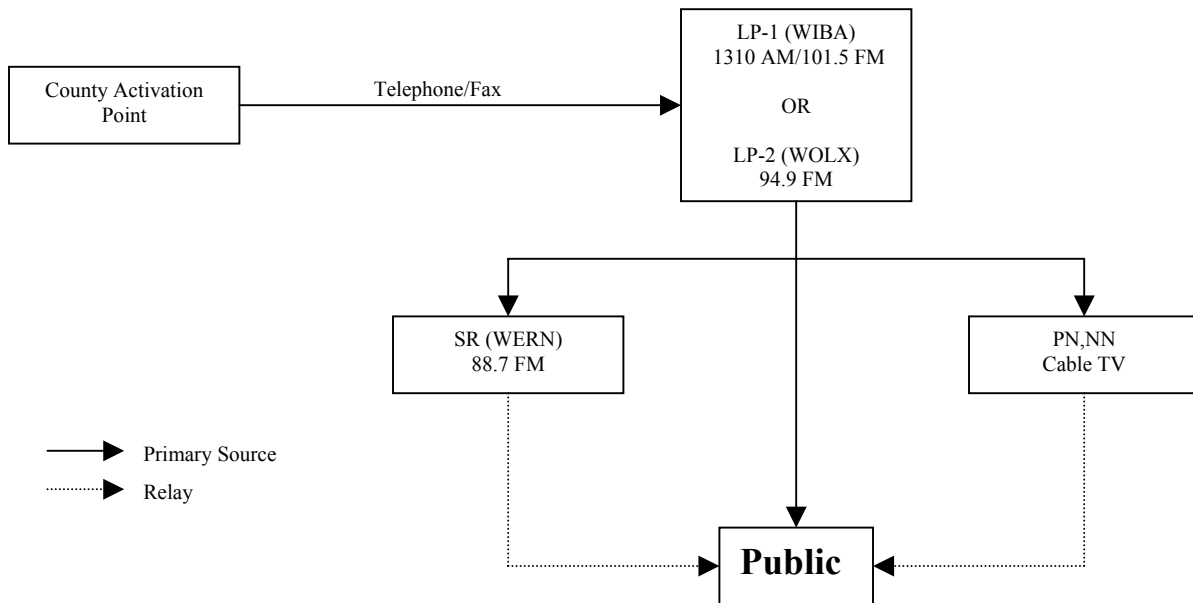 LP-1 (WIBA)
1310 AM/101.5 FM
OR
LP-2 (WOLX)
94.9 FM
County Activation
Point
Telephone/Fax
SR (WERN)
88.7 FM
PN,NN
Cable TV
Primary Source
Relay
Public